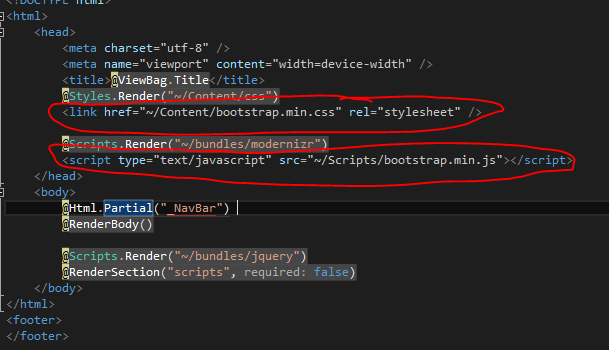 <!DOCTYPE html>
<html>
<head>
<meta charset="utf-8" />
<meta name="viewport" content="width=device-width" />
<title>@ViewBag.Title</title>
@Styles.Render("~/Content/css")
<link href="~/Content/bootstrap.min.css" rel="stylesheet" />
@Scripts.Render("~/bundles/modernizr")
<script type="text/javascript" src="~/Scripts/bootstrap.min.js"></script>
</head>
<body>
@Html.Partial("_NavBar")
@RenderBody()
@Scripts.Render("~/bundles/jquery")
@RenderSection("scripts", required: false)
</body>
</html>
<footer>
</footer>